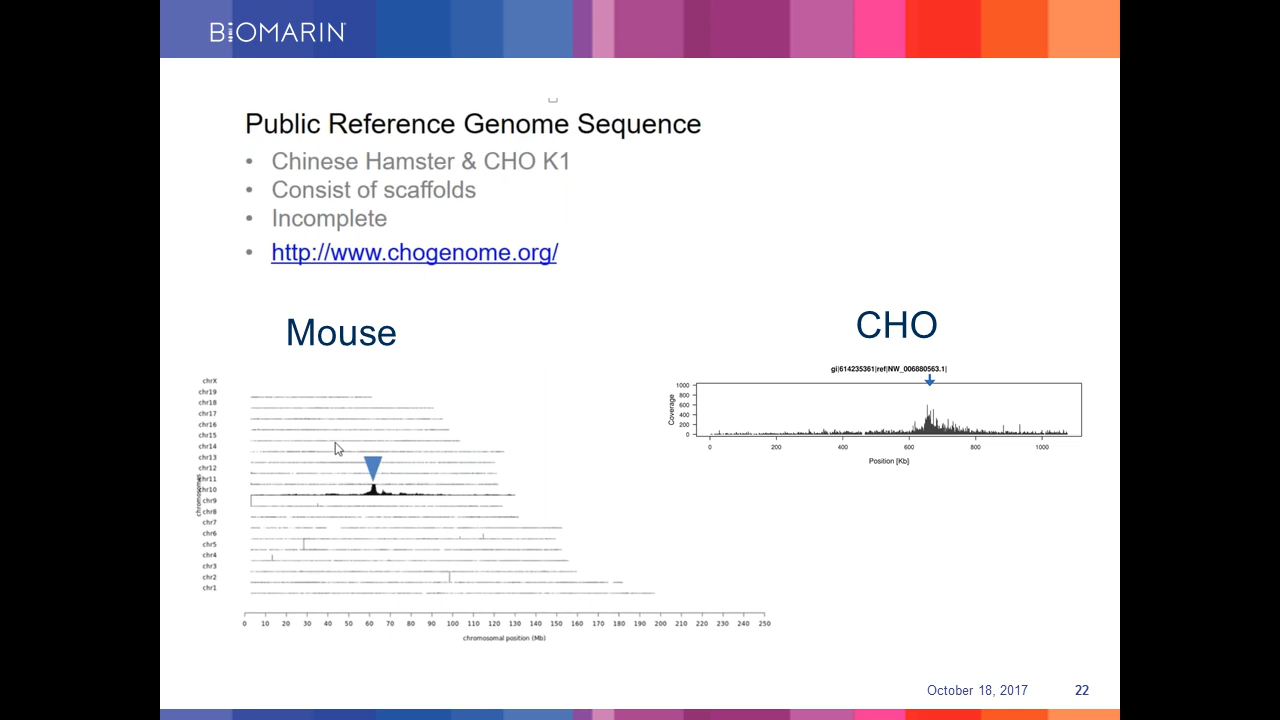 BIOMARIN
Public Reference Genome Sequence
• Chinese Hamster & CHO K1
• Consist of scaffolds
• Incomplete
• http://www.chogenome.org/
Mouse
CHO
chrX
chr19
chr18
chr17
chr16
chr15
chr14
chr13
chr12
chr11
chr10
chr9
chr8
chr7
chr6
chr5
chr4
chr3
chr2
chr1
chromosomes
0 10 20 30 40 50 60 70 80 90 100 110 120 130 140 150 160 170 180 190 200 210 220 230 240 250
chromosomal position (Mb)
gi|614235361|ref|NW_006880563.1|
Coverage
1000
800
600
400
200
0
0 200 400 600 800 1000
Position [Kb]
October 18, 2017 22